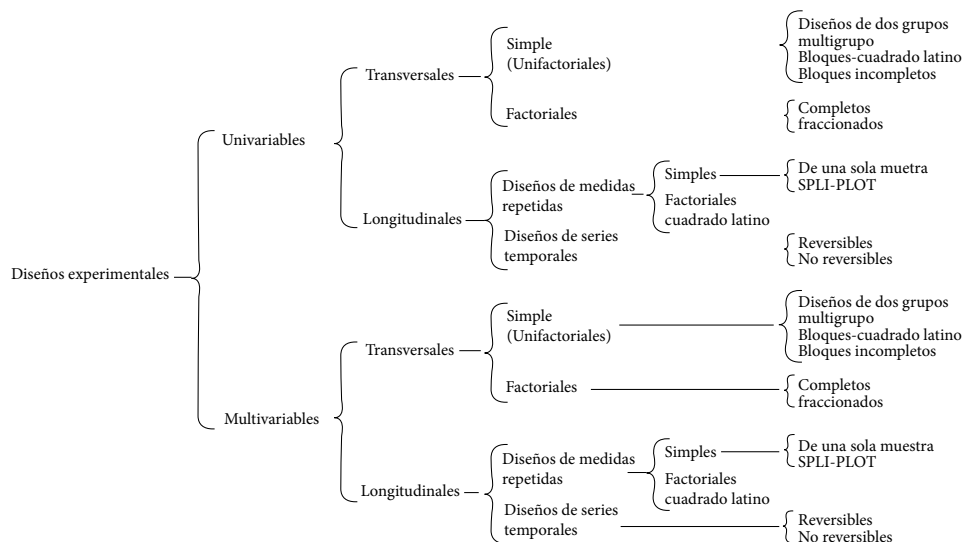 Diseños experimentales
Univariables
Transversales
Simple
(Unifactoriales)
Diseños de dos grupos
multigrupo
Bloques-cuadrado latino
Bloques incompletos
Factoriales
Completos
fraccionados
Longitudinales
Diseños de medidas
repetidas
Simples
De una sola muetra
SPLI-PLOT
Factoriales
cuadrado latino
Diseños de series
temporales
Reversibles
No reversibles
Multivariables
Transversales
Simple
(Unifactoriales)
Diseños de dos grupos
multigrupo
Bloques-cuadrado latino
Bloques incompletos
Factoriales
Completos
fraccionados
Longitudinales
Diseños de medidas
repetidas
Simples
De una sola muestra
SPLI-PLOT
Factoriales
cuadrado latino
Diseños de series
temporales
Reversibles
No reversibles